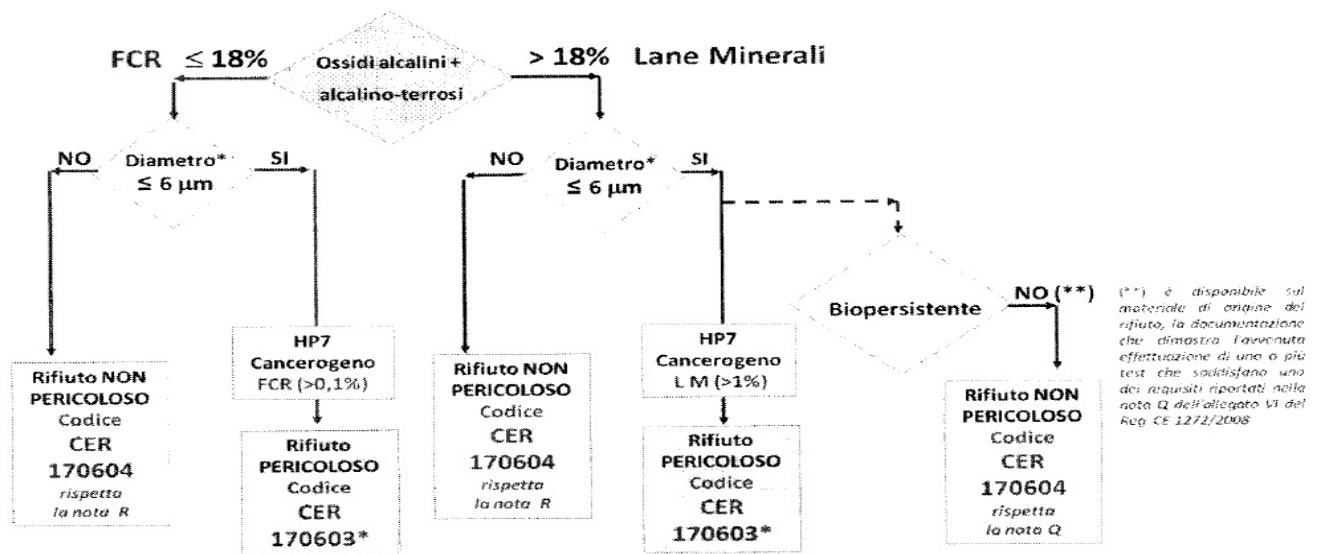 FCR ≤ 18%
Ossidi alcalini +
alcalino-terrosi
> 18% Lane Minerali
NO
Diametro*
≤ 6 µm
SI
NO
Diametro*
≤ 6 µm
SI
Biopersistente
NO (**)
(**) è disponibile sul
materiale di origine del
rifiuto, la documentazione
che dimostra l'avvenuta
effettuazione di uno o più
test che soddisfano uno
dei requisiti riportati nella
nota Q dell'allegato VI del
Reg CE 1272/2008
Rifiuto NON
PERICOLOSO
Codice
CER
170604
rispetta
la nota R
HP7
Cancerogeno
FCR (>0,1%)
Rifiuto
PERICOLOSO
Codice
CER
170603*
Rifiuto NON
PERICOLOSO
Codice
CER
170604
rispetta
la nota R
HP7
Cancerogeno
L M (>1%)
Rifiuto
PERICOLOSO
Codice
CER
170603*
Rifiuto NON
PERICOLOSO
Codice
CER
170604
rispetta
la nota Q